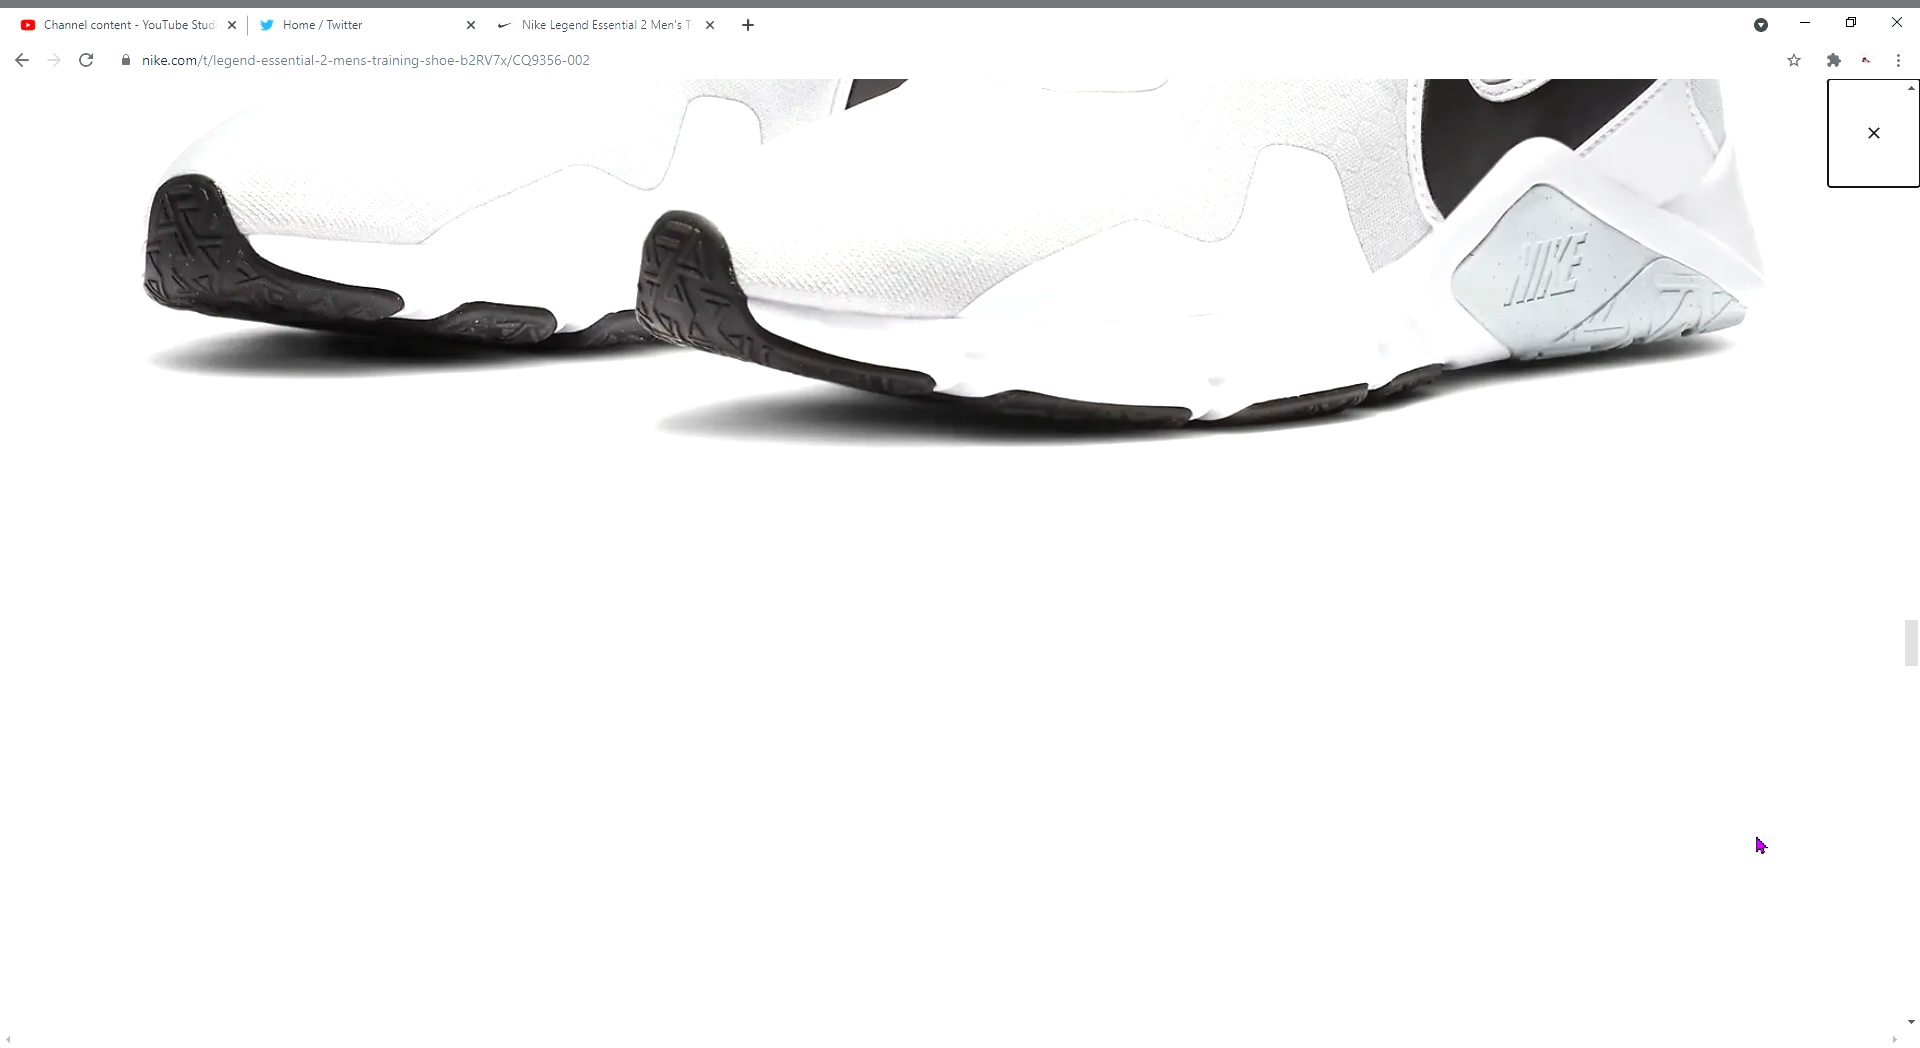 Channel content - YouTube Stud
Home / Twitter
Nike Legend Essential 2 Men's T
nike.com/t/legend-essential-2-mens-training-shoe-b2RV7x/CQ9356-002
NIKE